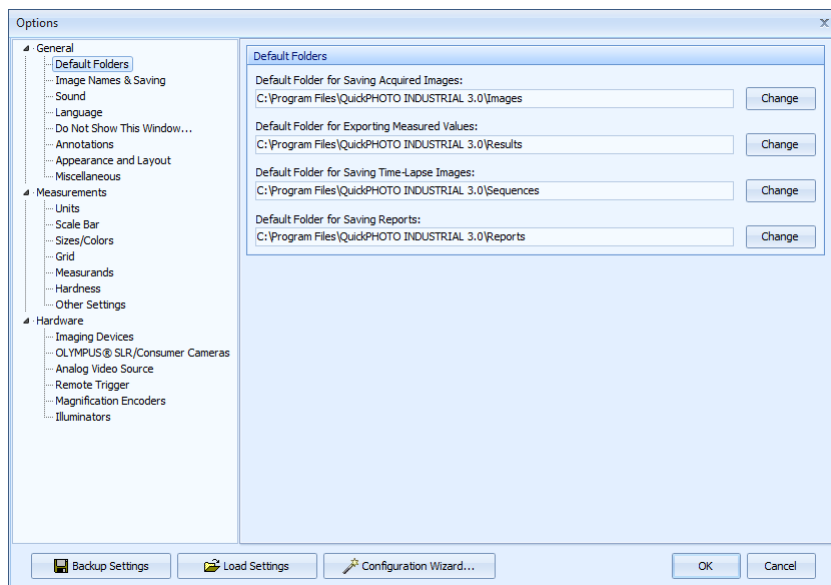 Options
General
Default Folders
Image Names & Saving
Sound
Language
Do Not Show This Window...
Annotations
Appearance and Layout
Miscellaneous
Measurements
Units
Scale Bar
Sizes/Colors
Grid
Measurands
Hardness
Other Settings
Hardware
Imaging Devices
OLYMPUS® SLR/Consumer Cameras
Analog Video Source
Remote Trigger
Magnification Encoders
Illuminators
Default Folders
Default Folder for Saving Acquired Images:
C:\Program Files\QuickPHOTO INDUSTRIAL 3.0\Images
Change
Default Folder for Exporting Measured Values:
C:\Program Files\QuickPHOTO INDUSTRIAL 3.0\Results
Change
Default Folder for Saving Time-Lapse Images:
C:\Program Files\QuickPHOTO INDUSTRIAL 3.0\Sequences
Change
Default Folder for Saving Reports:
C:\Program Files\QuickPHOTO INDUSTRIAL 3.0\Reports
Change
Backup Settings
Load Settings
Configuration Wizard...
OK
Cancel